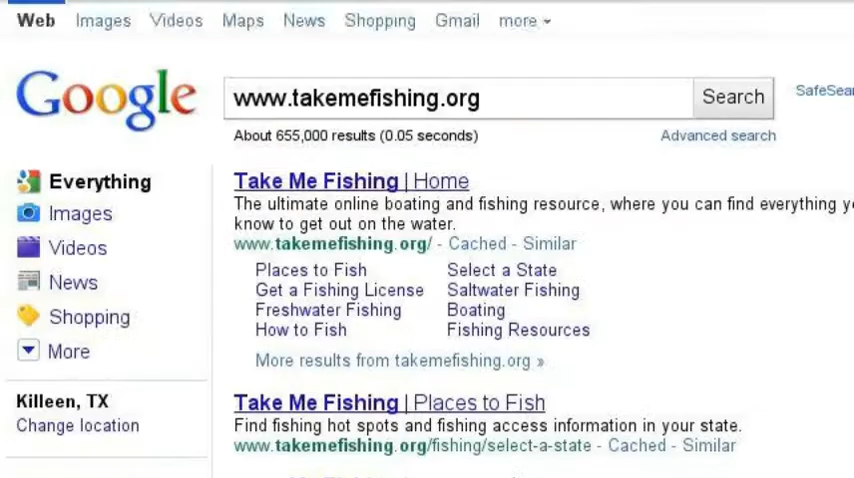 Web Images Videos Maps News Shopping Gmail more
Google
www.takemefishing.org Search
About 655,000 results (0.05 seconds) Advanced search
Everything
Images
Videos
News
Shopping
More
Killeen, TX
Change location
Take Me Fishing | Home
The ultimate online boating and fishing resource, where you can find everything
know to get out on the water.
www.takemefishing.org/ - Cached - Similar
Places to Fish Select a State
Get a Fishing License Saltwater Fishing
Freshwater Fishing Boating
How to Fish Fishing Resources
More results from takemefishing.org »
Take Me Fishing | Places to Fish
Find fishing hot spots and fishing access information in your state.
www.takemefishing.org/fishing/select-a-state - Cached - Similar